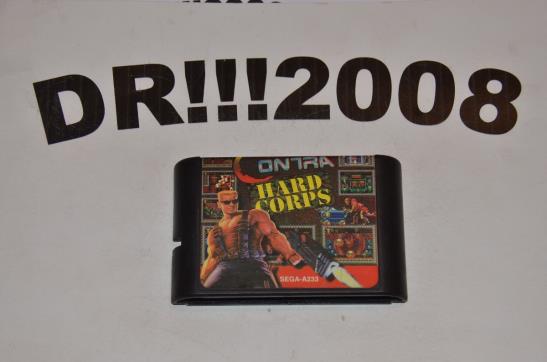 DR!!!2008
CONTRA
HARD
CORPS
SEGA-A233